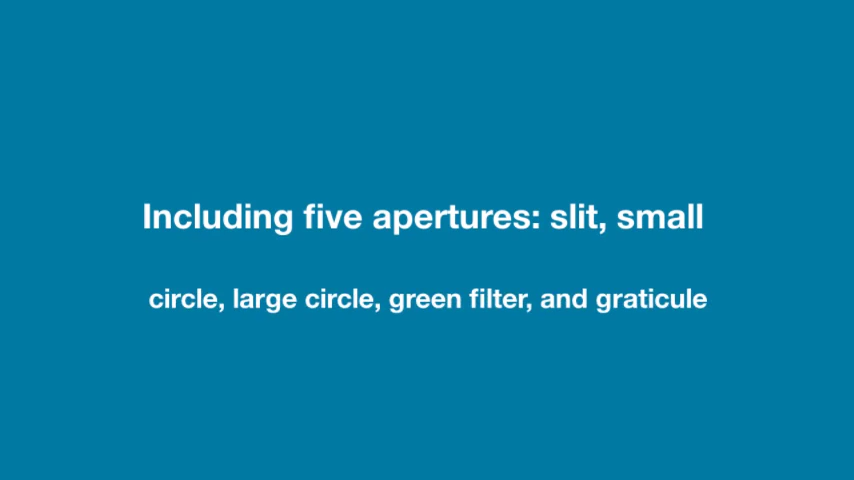 Including five apertures: slit, small
circle, large circle, green filter, and graticule